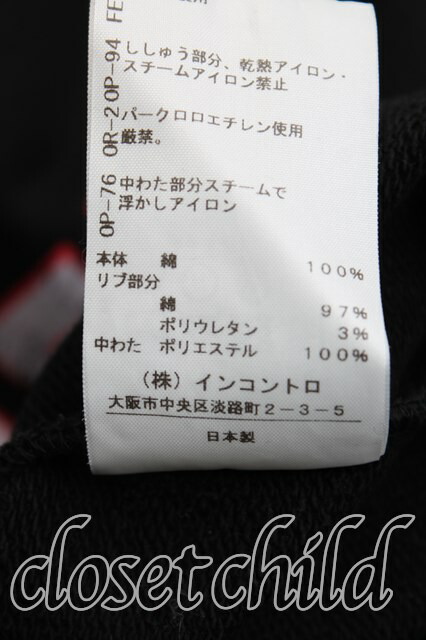 ししゅう部分、乾熱アイロン・
スチームアイロン禁止
パークロロエチレン使用
厳禁。
中わた部分スチームで
浮かしアイロン
OP-76 OR-2 OP-94 FE
本体 綿 100%
リブ部分
綿 97%
ポリウレタン 3%
中わた ポリエステル 100%
(株)インコントロ
大阪市中央区淡路町2-3-5
日本製
closet child